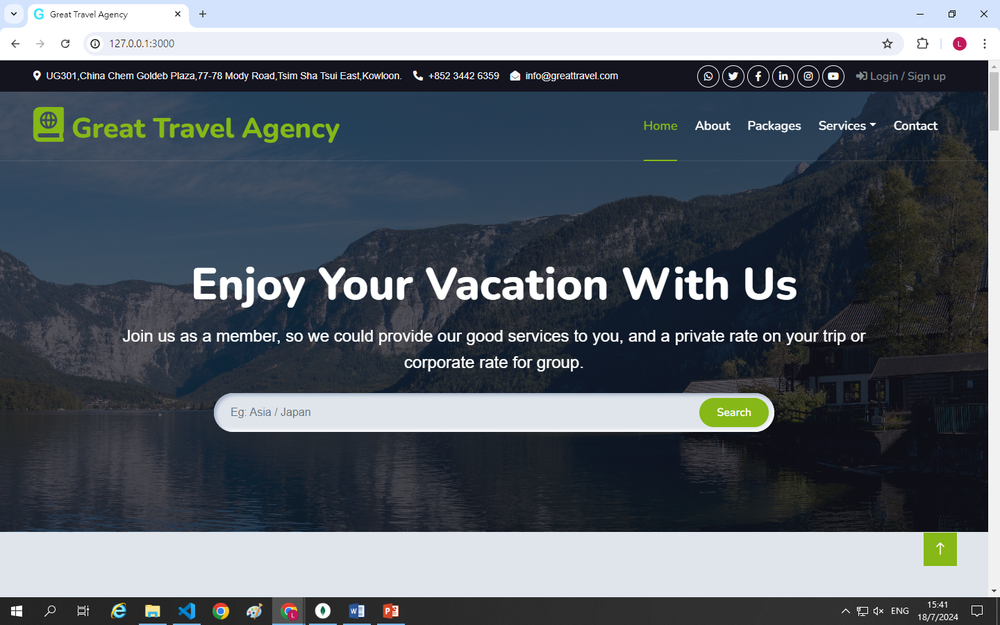 Great Travel Agency
127.0.0.1:3000
L
UG301,China Chem Goldeb Plaza,77-78 Mody Road,Tsim Sha Tsui East,Kowloon. +852 3442 6359 info@greattravel.com Login / Sign up
Great Travel Agency
Home About Packages Services Contact
Enjoy Your Vacation With Us
Join us as a member, so we could provide our good services to you, and a private rate on your trip or
corporate rate for group.
Eg: Asia / Japan Search
ENG
15:41
18/7/2024